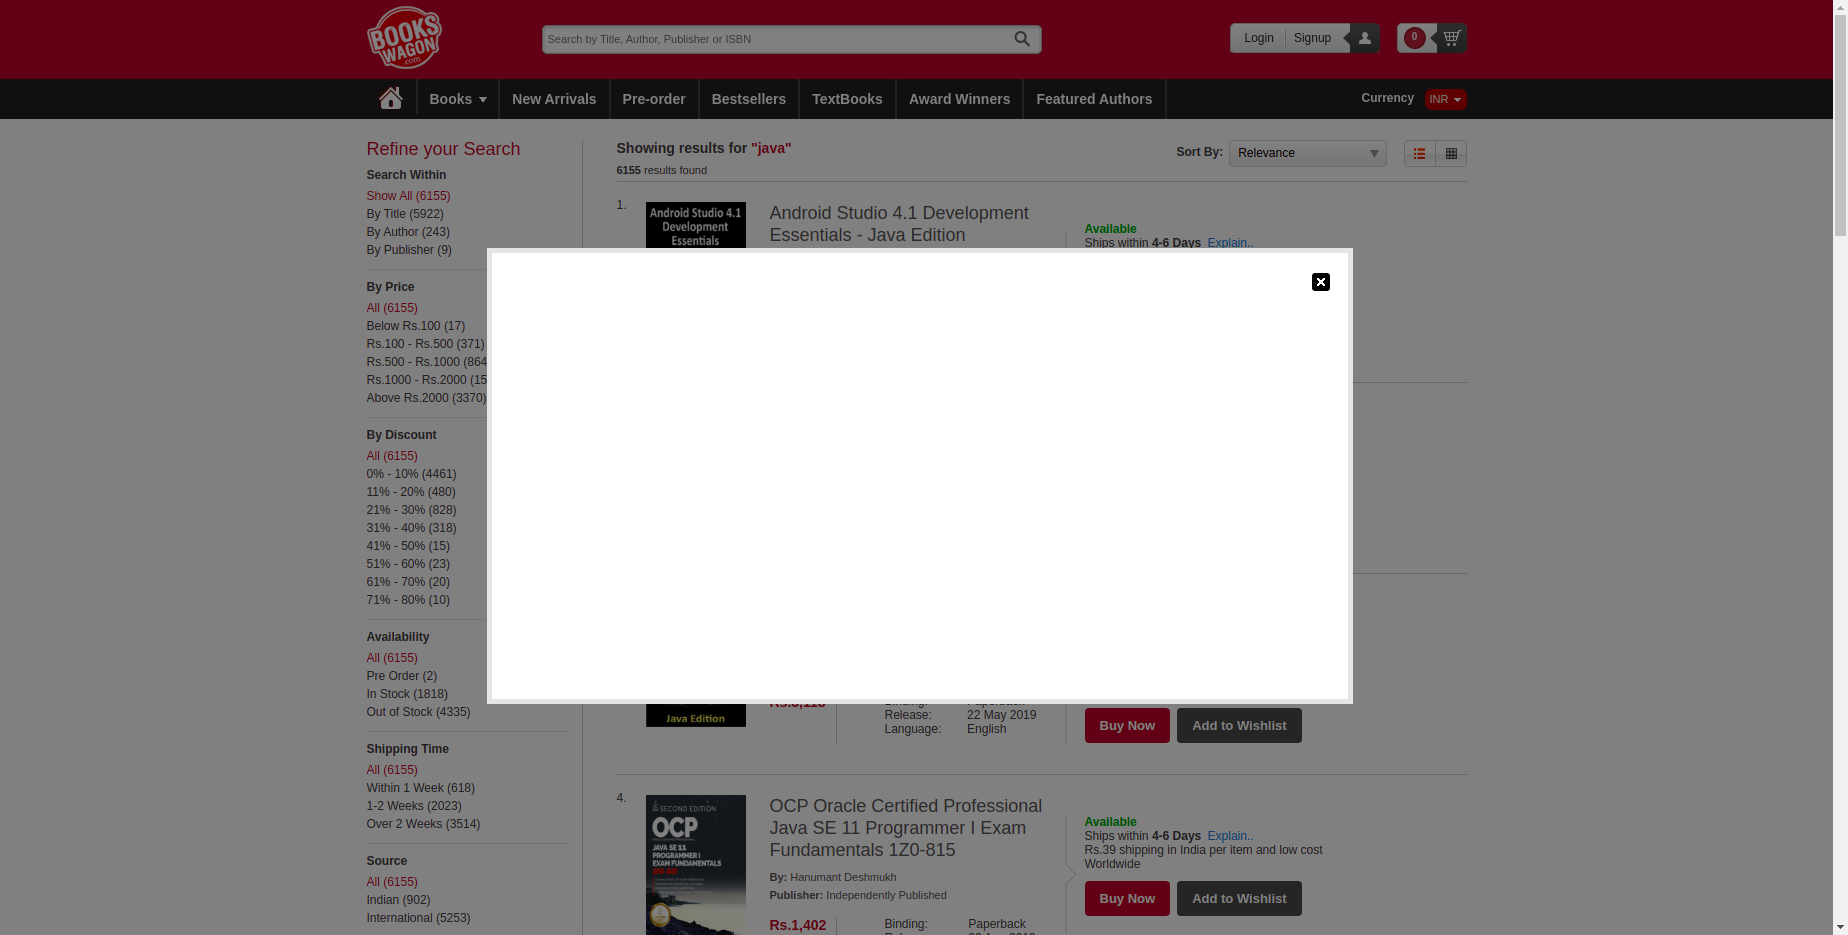 BOOKS
WAGON
.com
Search by Title, Author, Publisher or ISBN
Login
Signup
0
Books
New Arrivals
Pre-order
Bestsellers
TextBooks
Award Winners
Featured Authors
Currency
INR
Refine your Search
Search Within
Show All (6155)
By Title (5922)
By Author (243)
By Publisher (9)
By Price
All (6155)
Below Rs.100 (17)
Rs.100 - Rs.500 (371)
Rs.500 - Rs.1000 (864
Rs.1000 - Rs.2000 (15
Above Rs.2000 (3370)
By Discount
All (6155)
0% - 10% (4461)
11% - 20% (480)
21% - 30% (828)
31% - 40% (318)
41% - 50% (15)
51% - 60% (23)
61% - 70% (20)
71% - 80% (10)
Availability
All (6155)
Pre Order (2)
In Stock (1818)
Out of Stock (4335)
Shipping Time
All (6155)
Within 1 Week (618)
1-2 Weeks (2023)
Over 2 Weeks (3514)
Source
All (6155)
Indian (902)
International (5253)
Showing results for "java"
6155 results found
Sort By:
Relevance
1.
Android Studio 4.1
Development
Essentials
Android Studio 4.1 Development
Essentials - Java Edition
Available
Ships within 4-6 Days Explain..
Java Edition
Release: 22 May 2019
Language: English
Buy Now
Add to Wishlist
4.
SECOND EDITION
OCP
JAVA SE 11
PROGRAMMER I
EXAM FUNDAMENTALS
OCP Oracle Certified Professional
Java SE 11 Programmer I Exam
Fundamentals 1Z0-815
By: Hanumant Deshmukh
Publisher: Independently Published
Rs.1,402
Binding: Paperback
Available
Ships within 4-6 Days Explain..
Rs.39 shipping in India per item and low cost
Worldwide
Buy Now
Add to Wishlist